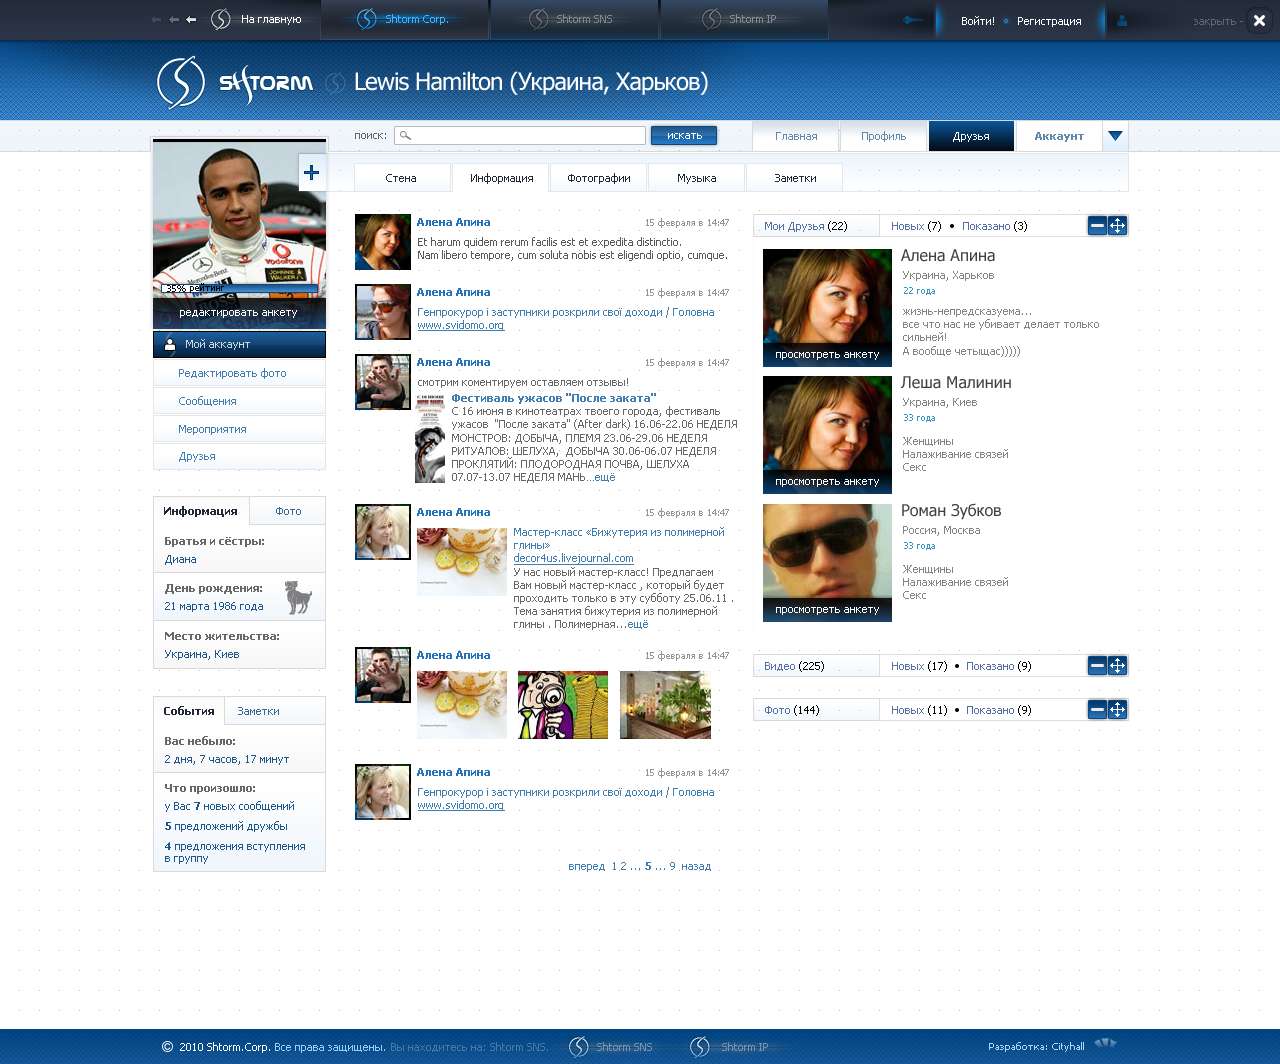 На главную
Shtorm Corp.
Shtorm SNS
Shtorm IP
Войти!
Регистрация
закрыть -
SHTORM
Lewis Hamilton (Украина, Харьков)
поиск:
искать
Главная
Профиль
Друзья
Аккаунт
Стена
Информация
Фотографии
Музыка
Заметки
vodafone
Mercedes-Benz
JOHNNIE WALKER
35% рейтинг
редактировать анкету
Мой аккаунт
Редактировать фото
Сообщения
Мероприятия
Друзья
Информация
Фото
Братья и сёстры:
Диана
День рождения:
21 марта 1986 года
Место жительства:
Украина, Киев
События
Заметки
Вас небыло:
2 дня, 7 часов, 17 минут
Что произошло:
у Вас 7 новых сообщений
5 предложений дружбы
4 предложения вступления
в группу
Алена Апина
15 февраля в 14:47
Et harum quidem rerum facilis est et expedita distinctio.
Nam libero tempore, cum soluta nobis est eligendi optio, cumque.
Алена Апина
15 февраля в 14:47
Генпрокурор і заступники розкрили свої доходи / Головна
www.svidomo.org
Алена Апина
15 февраля в 14:47
смотрим коментируем оставляем отзывы!
Фестиваль ужасов "После заката"
С 16 июня в кинотеатрах твоего города, фестиваль
ужасов "После заката" (After dark) 16.06-22.06 НЕДЕЛЯ
МОНСТРОВ: ДОБЫЧА, ПЛЕМЯ 23.06-29.06 НЕДЕЛЯ
РИТУАЛОВ: ШЕЛУХА, ДОБЫЧА 30.06-06.07 НЕДЕЛЯ
ПРОКЛЯТИЙ: ПЛОДОРОДНАЯ ПОЧВА, ШЕЛУХА
07.07-13.07 НЕДЕЛЯ МАНЬ...ещё
Алена Апина
15 февраля в 14:47
Мастер-класс «Бижутерия из полимерной
глины»
decor4us.livejournal.com
У нас новый мастер-класс! Предлагаем
Вам новый мастер-класс , который будет
проходить только в эту субботу 25.06.11 .
Тема занятия бижутерия из полимерной
глины . Полимерная...ещё
Алена Апина
15 февраля в 14:47
Алена Апина
15 февраля в 14:47
Генпрокурор і заступники розкрили свої доходи / Головна
www.svidomo.org
вперед 1 2 ... 5 ... 9 назад
Мои Друзья (22)
Новых (7) • Показано (3)
Алена Апина
Украина, Харьков
22 года
жизнь-непредсказуема...
все что нас не убивает делает только
сильней!
А вообще четыщас)))))
просмотреть анкету
Леша Малинин
Украина, Киев
33 года
Женщины
Налаживание связей
Секс
просмотреть анкету
Роман Зубков
Россия, Москва
33 года
Женщины
Налаживание связей
Секс
просмотреть анкету
Видео (225)
Новых (17) • Показано (9)
Фото (144)
Новых (11) • Показано (9)
© 2010 Shtorm.Corp. Все права защищены. Вы находитесь на: Shtorm SNS.
Shtorm SNS
Shtorm IP
Разработка: Cityhall